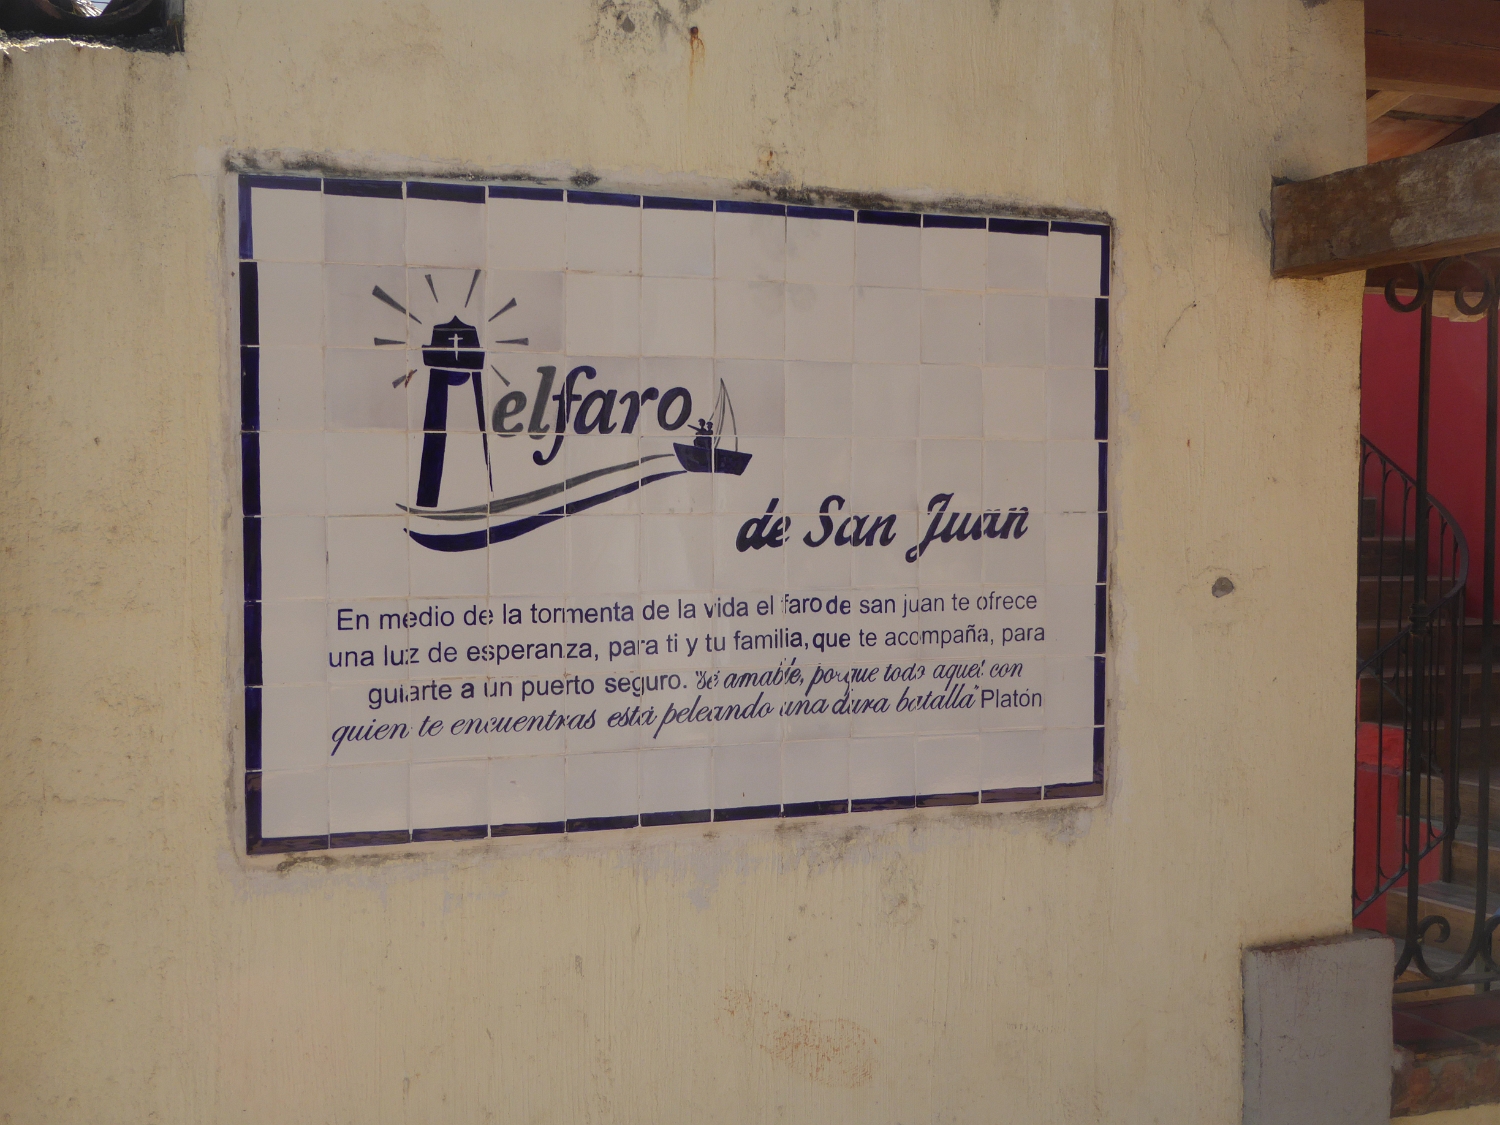 elfaro
de San Juan
En medio de la tormenta de la vida el faro de san juan te ofrece
una luz de esperanza, para ti y tu familia, que te acompaña, para
guiarte a un puerto seguro. "Sé amable, porque todo aquel con
quien te encuentras está peleando una dura batalla" Platón